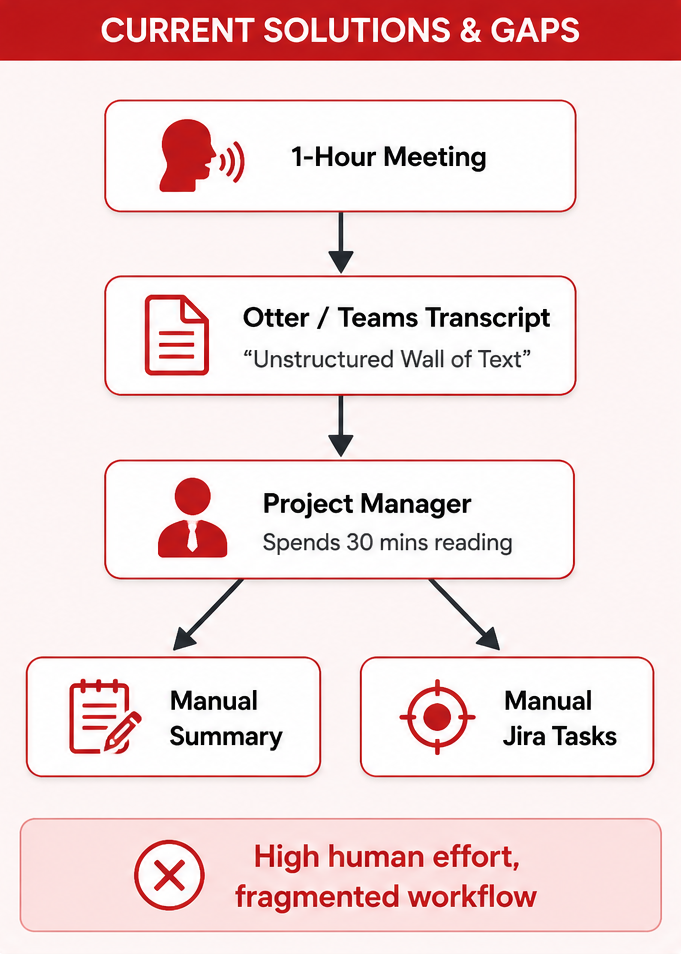 CURRENT SOLUTIONS & GAPS
1-Hour Meeting
Otter / Teams Transcript
“Unstructured Wall of Text”
Project Manager
Spends 30 mins reading
Manual
Summary
Manual
Jira Tasks
High human effort,
fragmented workflow